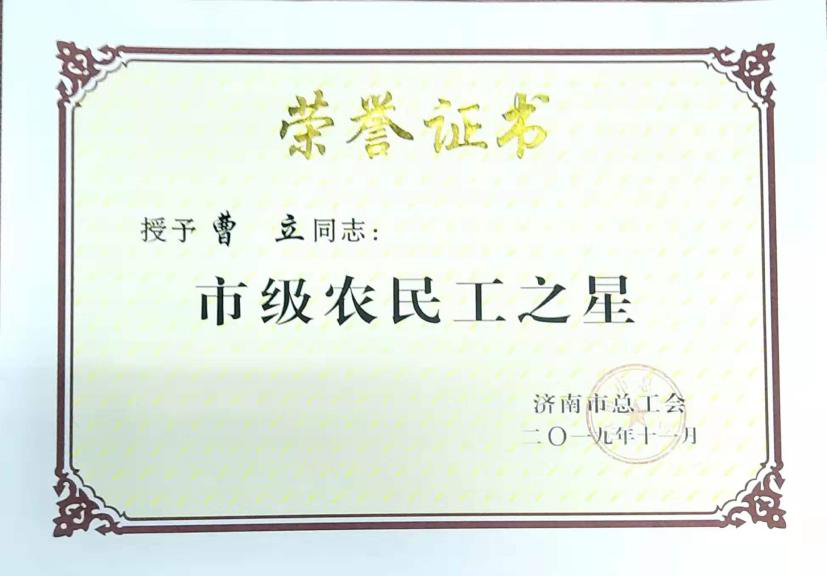 荣誉证书
授予 曹 立同志：
市级农民工之星
济南市总工会
二〇一九年十一月